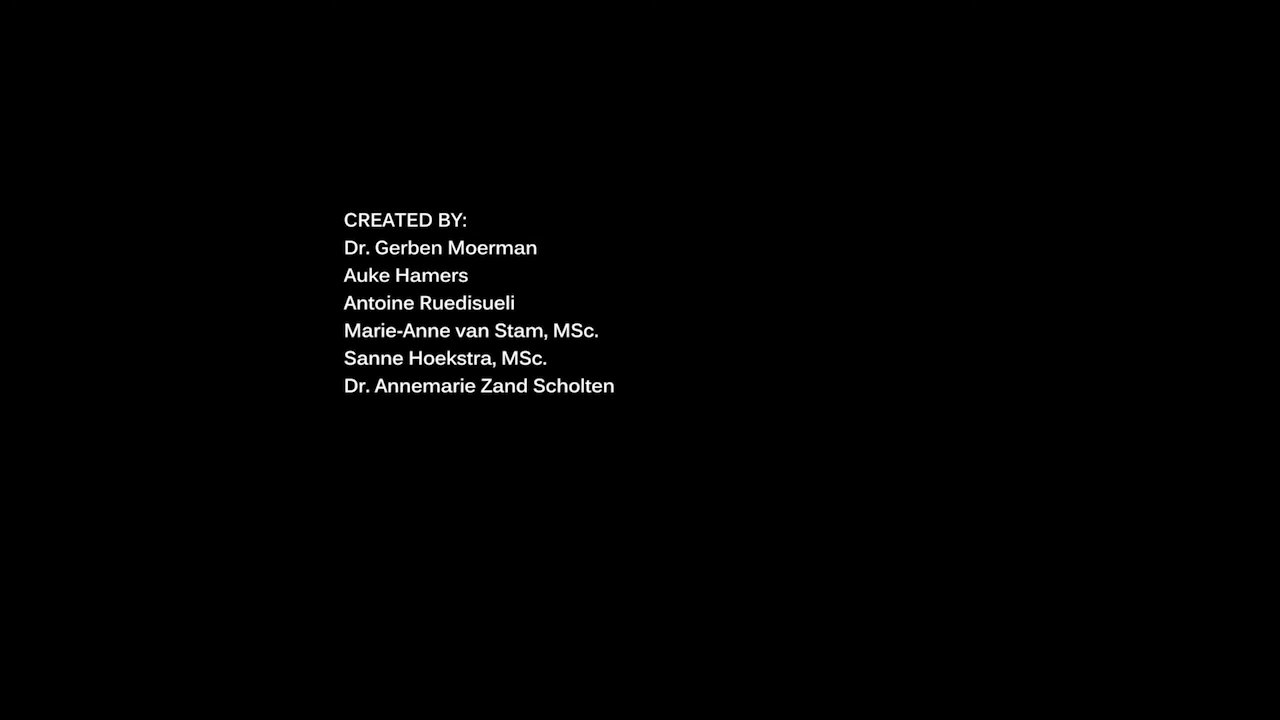 CREATED BY:
Dr. Gerben Moerman
Auke Hamers
Antoine Ruedisueli
Marie-Anne van Stam, MSc.
Sanne Hoekstra, MSc.
Dr. Annemarie Zand Scholten